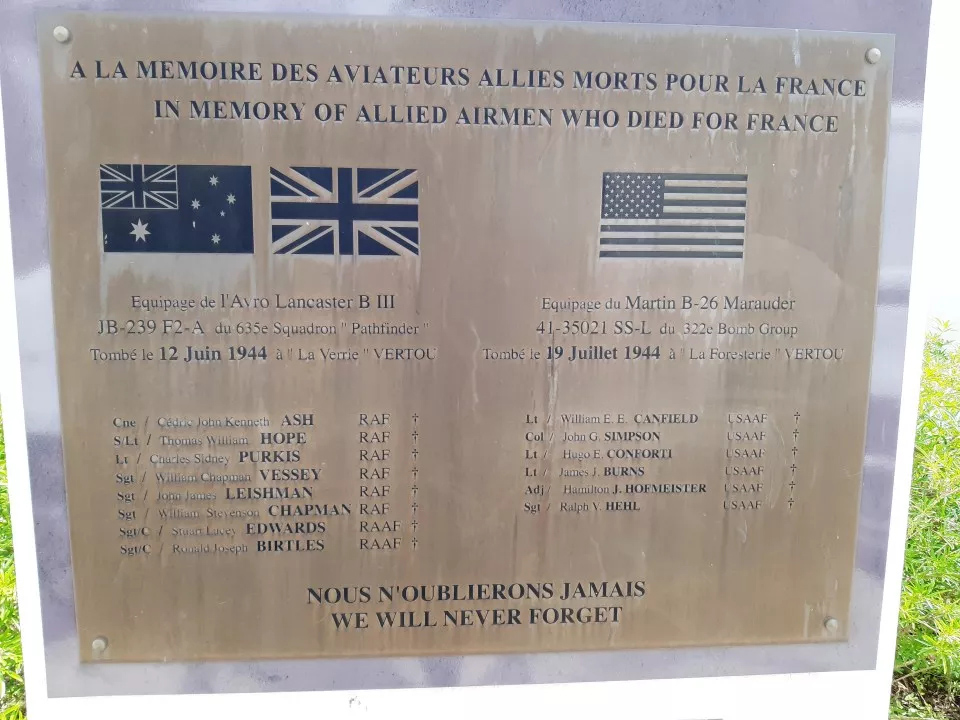 A LA MEMOIRE DES AVIATEURS ALLIES MORTS POUR LA FRANCE
IN MEMORY OF ALLIED AIRMEN WHO DIED FOR FRANCE
Equipage de l'Avro Lancaster B III
JB-239 F2-A du 635e Squadron " Pathfinder "
Tombé le 12 Juin 1944 à " La Verrie " VERTOU
Cne / Cédric John Kenneth ASH RAF †
S/Lt / Thomas William HOPE RAF †
Lt / Charles Sidney PURKIS RAF †
Sgt / William Chapman VESSEY RAF †
Sgt / John James LEISHMAN RAF †
Sgt / William Stevenson CHAPMAN RAF †
Sgt/C / Stuart Lacey EDWARDS RAAF †
Sgt/C / Ronald Joseph BIRTLES RAAF †
Equipage du Martin B-26 Marauder
41-35021 SS-L du 322e Bomb Group
Tombé le 19 Juillet 1944 à " La Foresterie " VERTOU
Lt / William E. E. CANFIELD USAAF †
Col / John G. SIMPSON USAAF †
Lt / Hugo E. CONFORTI USAAF †
Lt / James J. BURNS USAAF †
Adj / Hamilton J. HOFMEISTER USAAF †
Sgt / Ralph V. HEHL USAAF †
NOUS N'OUBLIERONS JAMAIS
WE WILL NEVER FORGET